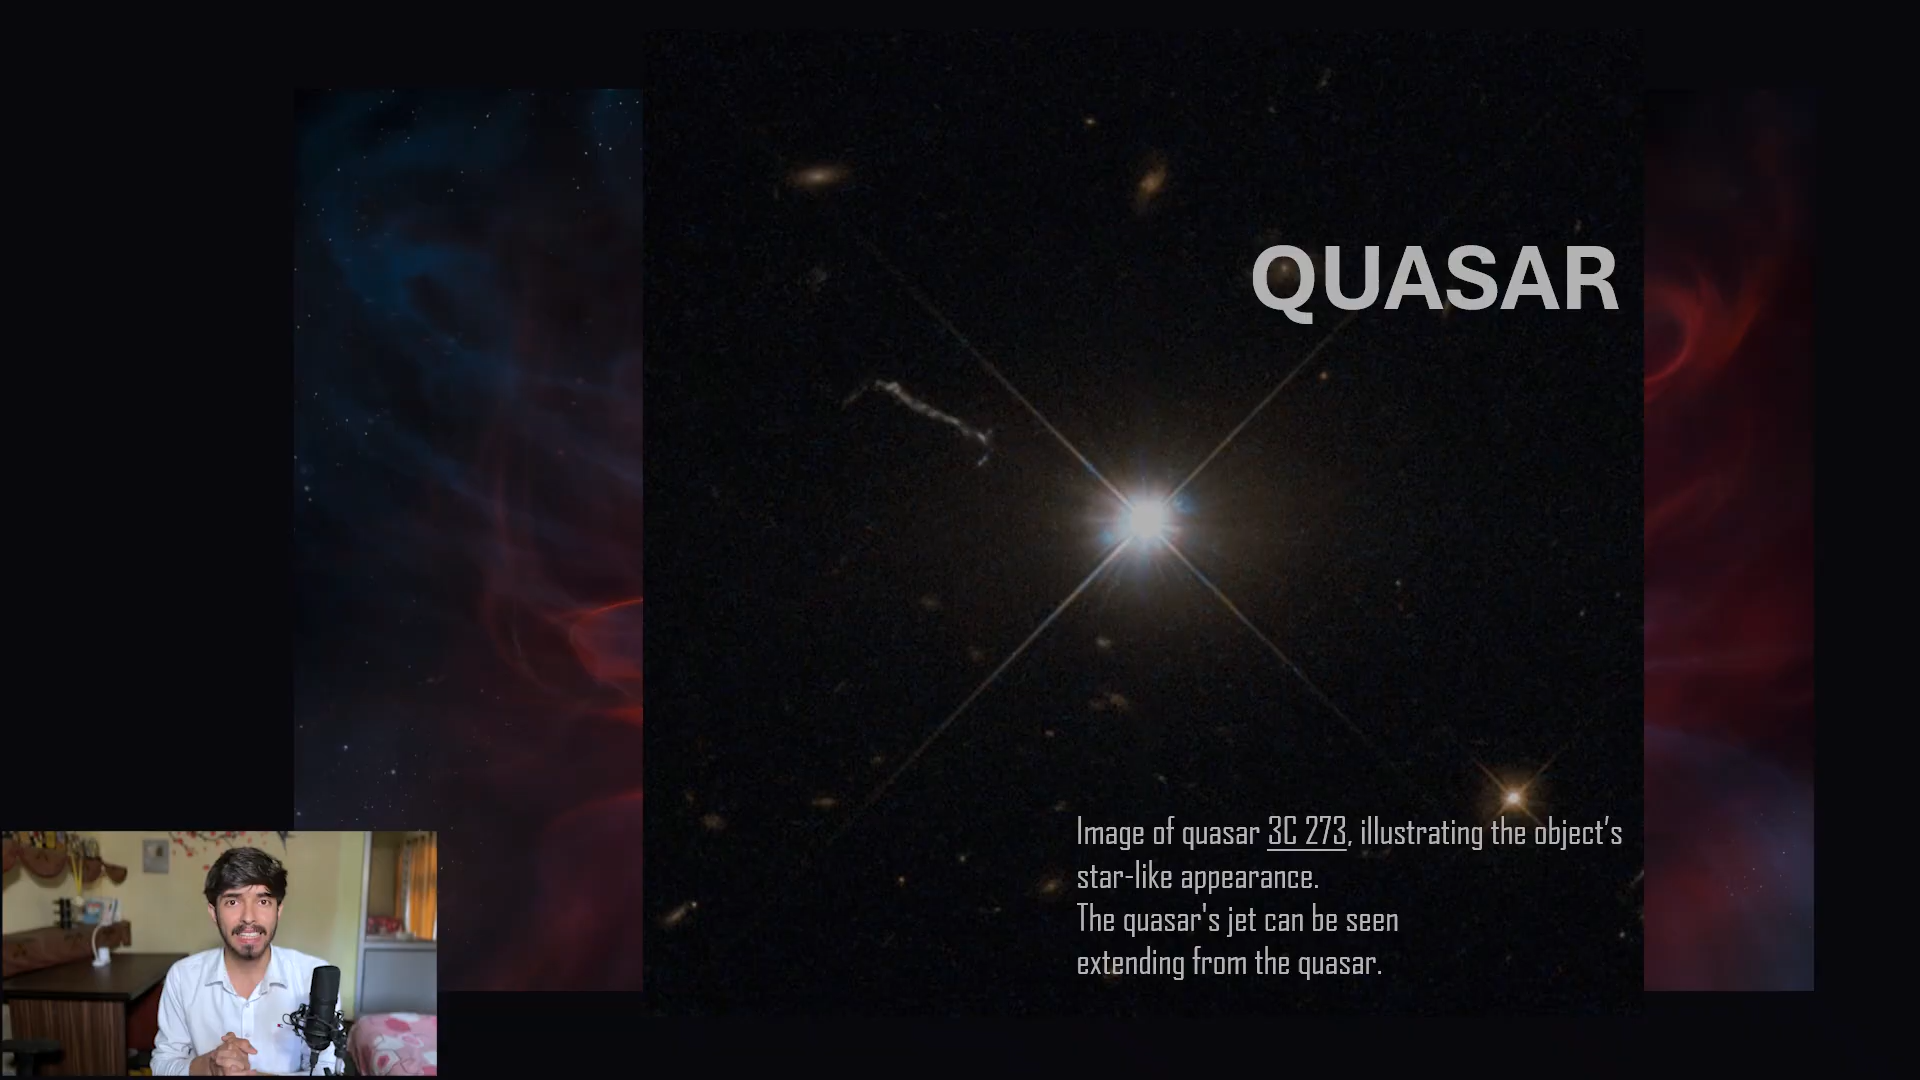 QUASAR
Image of quasar 3C 273, illustrating the object's
star-like appearance.
The quasar's jet can be seen
extending from the quasar.